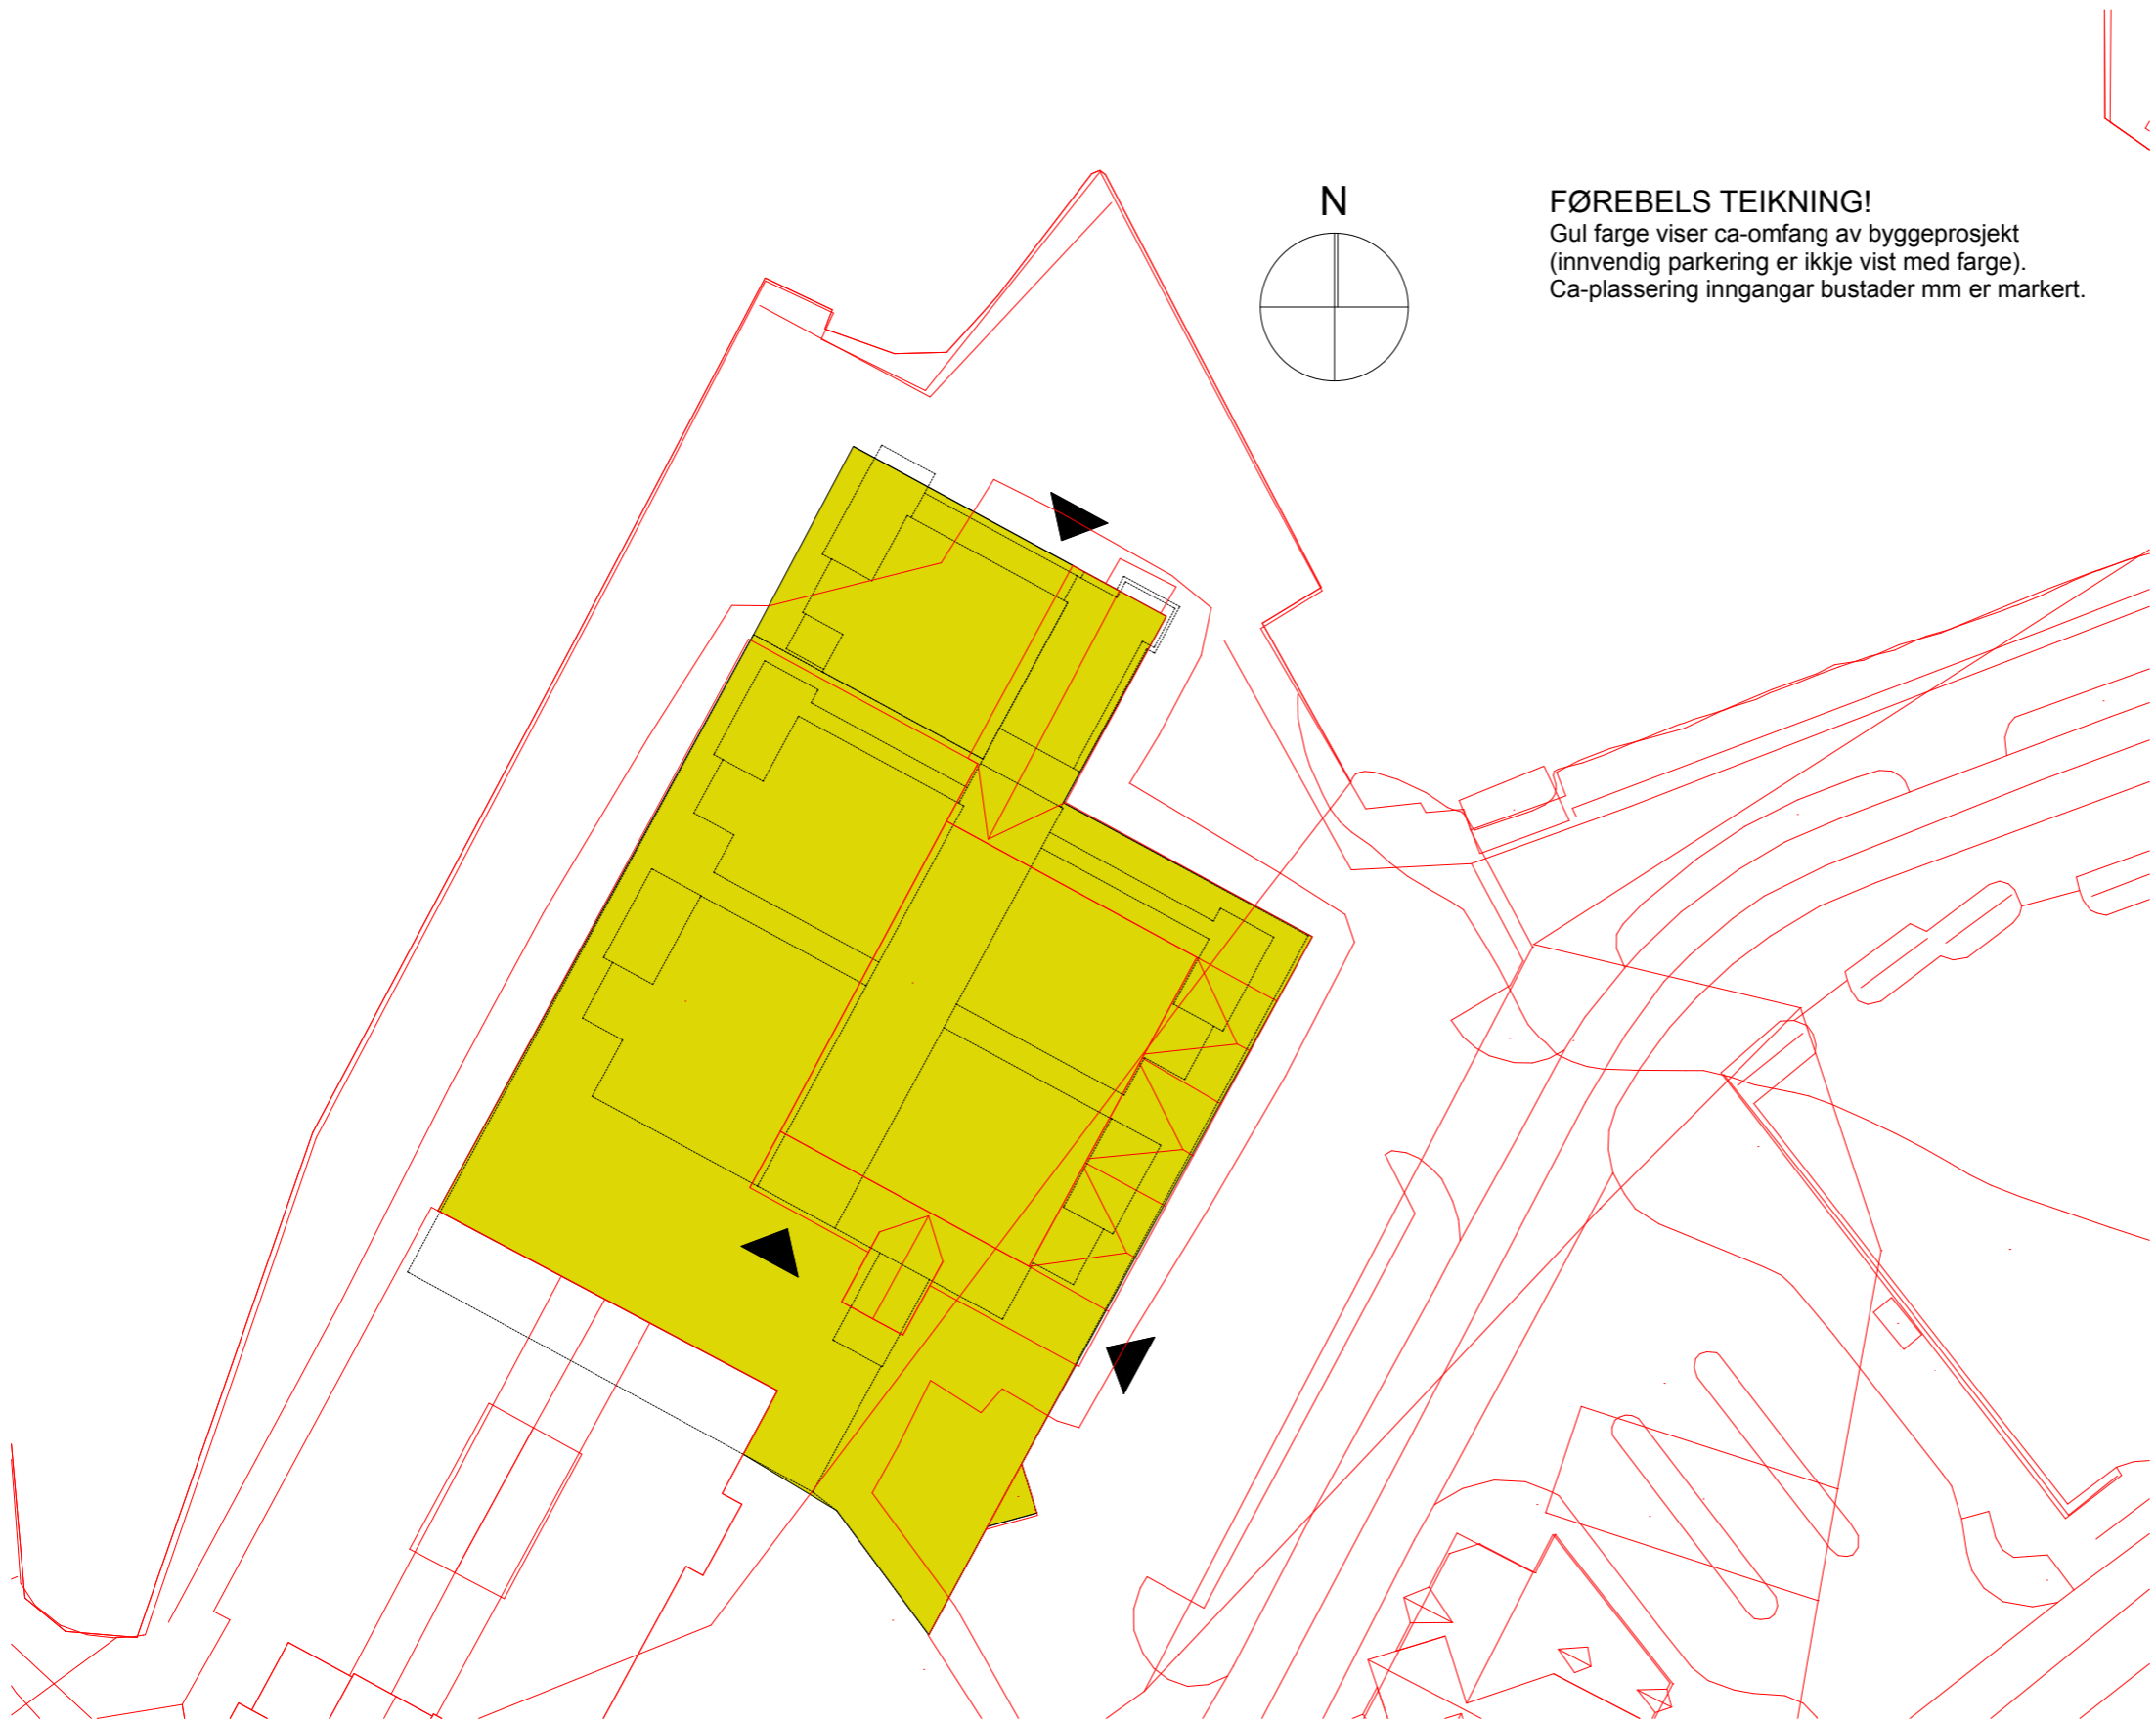 N
FØREBELS TEIKNING!
Gul farge viser ca-omfang av byggeprosjekt
(innvendig parkering er ikkje vist med farge).
Ca-plassering inngangar bustader mm er markert.